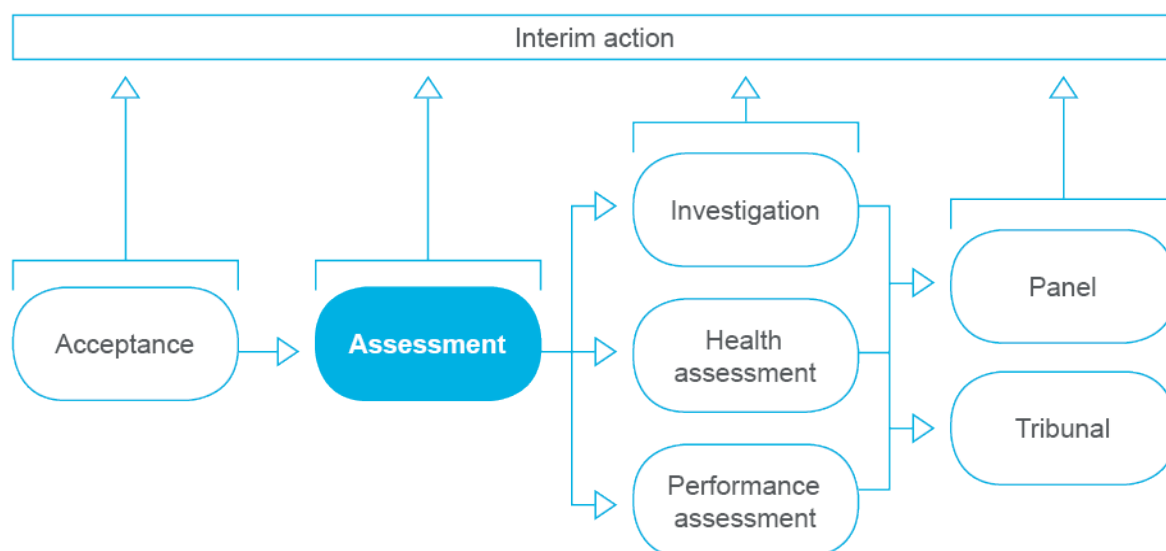 Interim action
Acceptance
Assessment
Investigation
Health
assessment
Performance
assessment
Panel
Tribunal